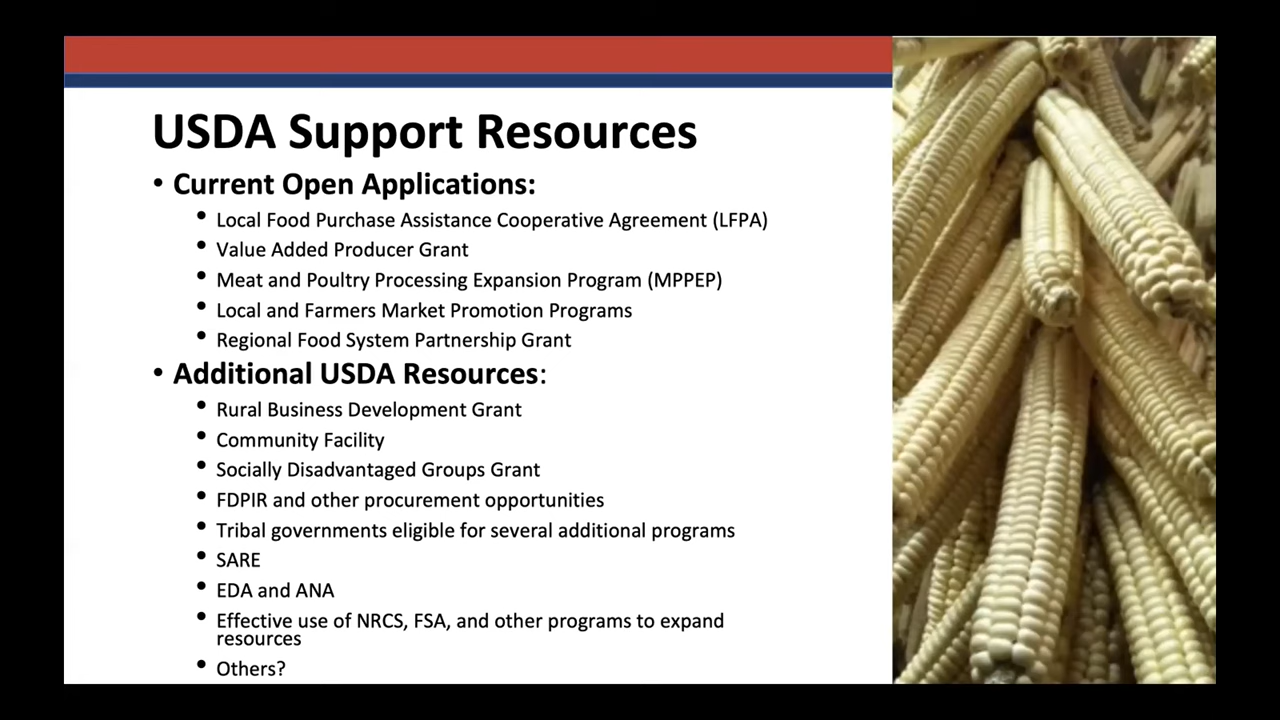 USDA Support Resources
• Current Open Applications:
• Local Food Purchase Assistance Cooperative Agreement (LFPA)
• Value Added Producer Grant
• Meat and Poultry Processing Expansion Program (MPPEP)
• Local and Farmers Market Promotion Programs
• Regional Food System Partnership Grant
• Additional USDA Resources:
• Rural Business Development Grant
• Community Facility
• Socially Disadvantaged Groups Grant
• FDPIR and other procurement opportunities
• Tribal governments eligible for several additional programs
• SARE
• EDA and ANA
• Effective use of NRCS, FSA, and other programs to expand
resources
• Others?